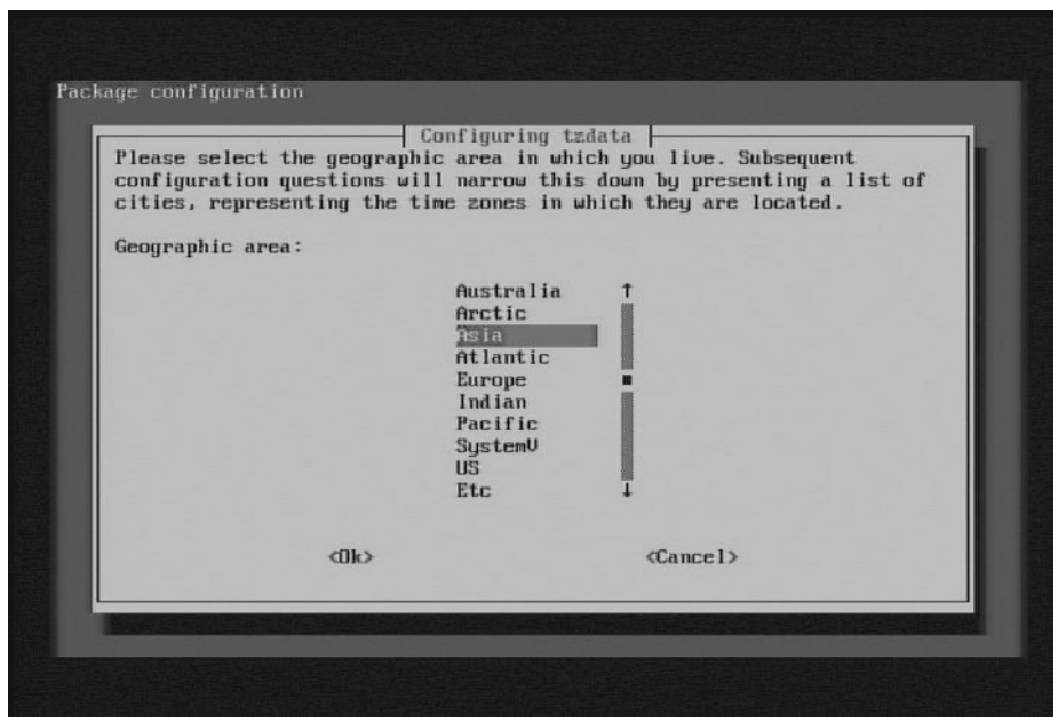 Package configuration
Configuring tzdata
Please select the geographic area in which you live. Subsequent
configuration questions will narrow this down by presenting a list of
cities, representing the time zones in which they are located.
Geographic area:
Australia ↑
Arctic
Asia
Atlantic
Europe
Indian
Pacific
SystemV
US
Etc ↓
<Ok> <Cancel>